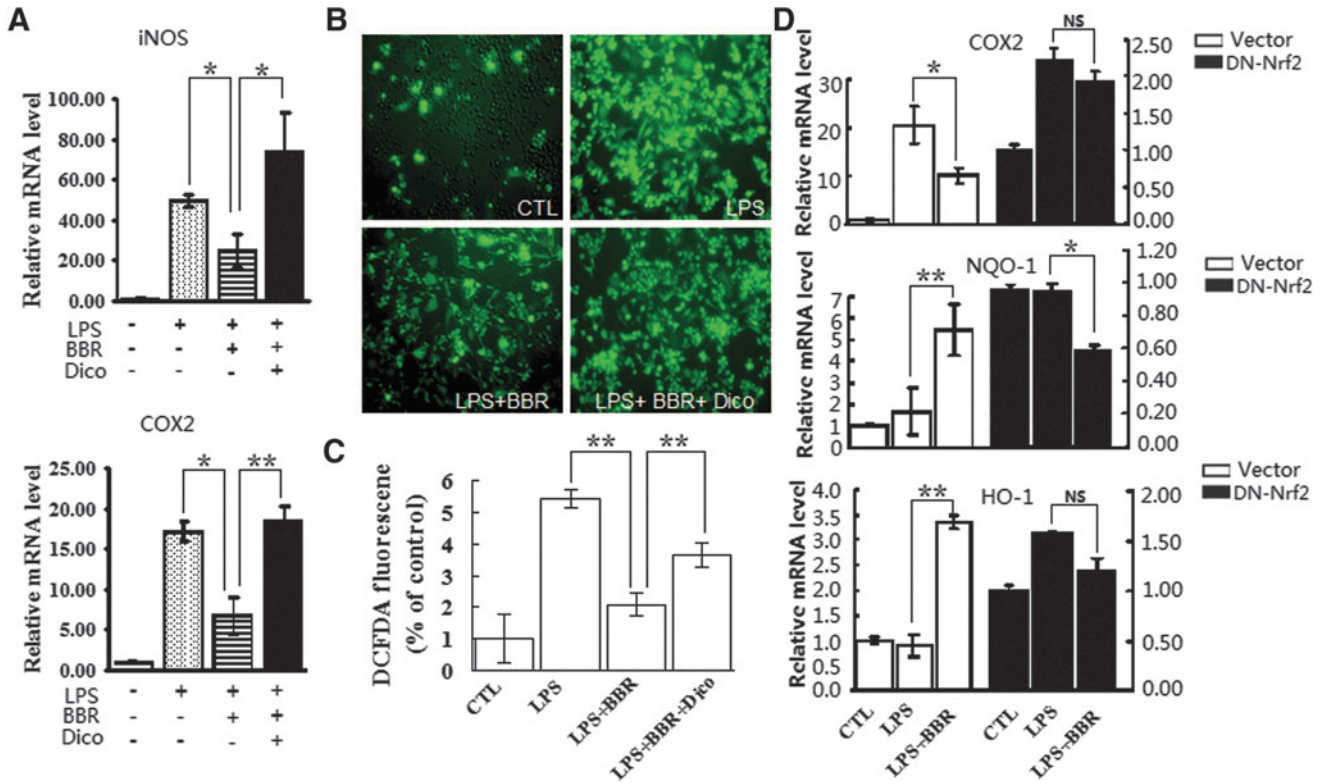 A
iNOS
* *
Relative mRNA level
100.00
80.00
60.00
40.00
20.00
0.00
LPS - + + +
BBR - - + +
Dico - - - +
COX2
* **
Relative mRNA level
25.00
20.00
15.00
10.00
5.00
0.00
LPS - + + +
BBR - - + +
Dico - - - +
B
CTL
LPS
LPS+BBR
LPS+ BBR+ Dico
C
** **
DCFDA fluorescene
(% of control)
6
5
4
3
2
1
0
CTL
LPS
LPS+BBR
LPS+BBR+Dico
D
COX2
* NS
Vector
DN-Nrf2
Relative mRNA level
30
20
10
0
2.50
2.00
1.50
1.00
0.50
0.00
NQO-1
** *
Vector
DN-Nrf2
Relative mRNA level
7
6
5
4
3
2
1
0
1.20
1.00
0.80
0.60
0.40
0.20
0.00
HO-1
** NS
Vector
DN-Nrf2
Relative mRNA level
4.0
3.5
3.0
2.5
2.0
1.5
1.0
0.5
0.0
2.00
1.50
1.00
0.50
0.00
CTL
LPS
LPS+BBR
CTL
LPS
LPS+BBR